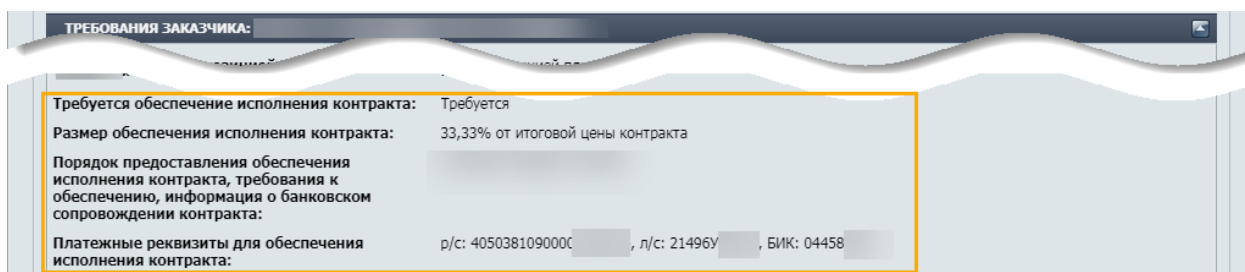 ТРЕБОВАНИЯ ЗАКАЗЧИКА:
Требуется обеспечение исполнения контракта: Требуется
Размер обеспечения исполнения контракта: 33,33% от итоговой цены контракта
Порядок предоставления обеспечения
исполнения контракта, требования к
обеспечению, информация о банковском
сопровождении контракта:
Платежные реквизиты для обеспечения р/с: 4050381090000 , л/с: 21496У , БИК: 04458
исполнения контракта: